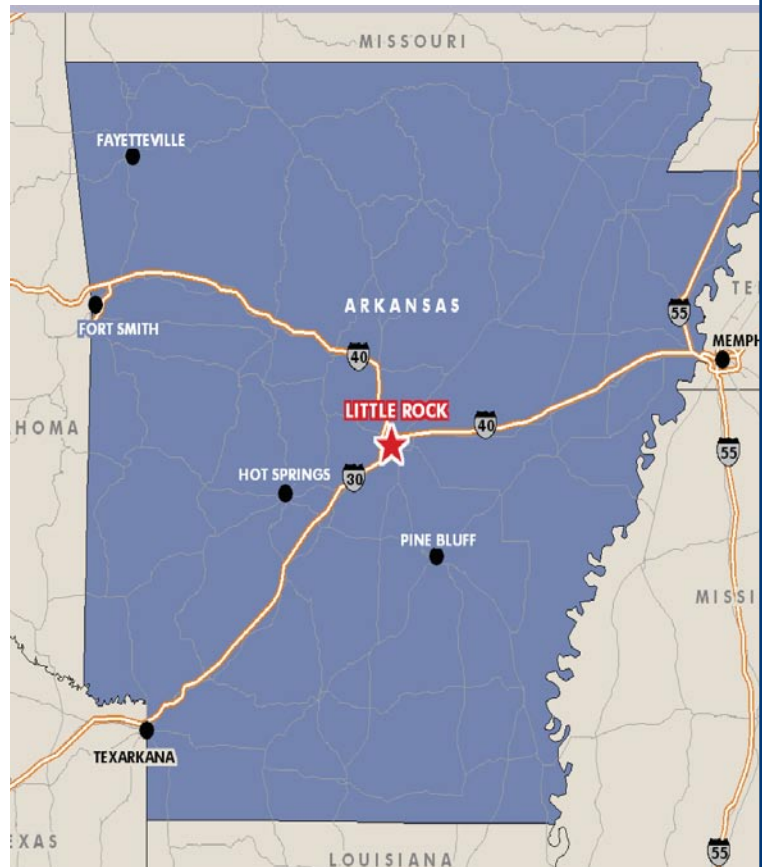 MISSOURI
FAYETTEVILLE
ARKANSAS
TE
55
FORT SMITH
40
MEMPH
LITTLE ROCK
HOMA
40
55
HOT SPRINGS
30
PINE BLUFF
MISSI
TEXARKANA
EXAS
LOUISIANA
55